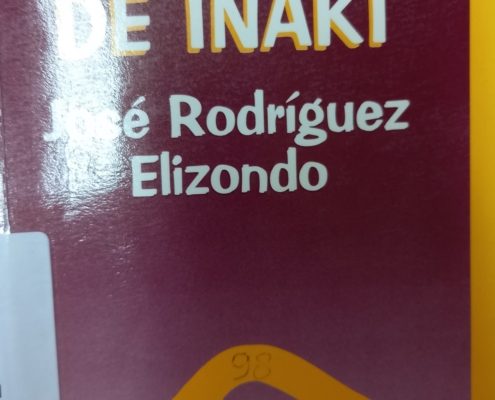 DE IÑAKI
José Rodríguez
Elizondo
98